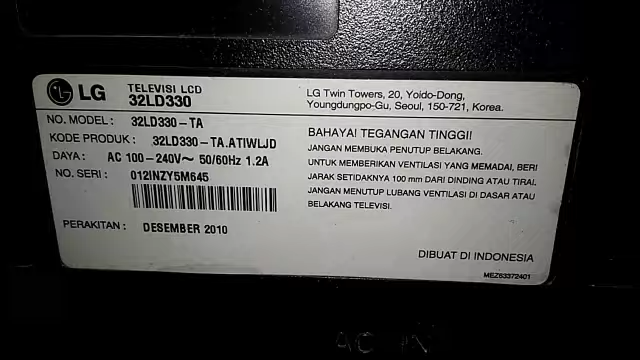 LG
TELEVISI LCD
32LD330
LG Twin Towers, 20, Yoido-Dong,
Youngdungpo-Gu, Seoul, 150-721, Korea.
NO. MODEL: 32LD330-TA
KODE PRODUK : 32LD330-TA.ATIWLJD
DAYA: AC 100-240V~ 50/60Hz 1.2A
NO. SERI : 012INZY5M645
PERAKITAN : DESEMBER 2010
BAHAYA! TEGANGAN TINGGI!
JANGAN MEMBUKA PENUTUP BELAKANG.
UNTUK MEMBERIKAN VENTILASI YANG MEMADAI, BERI
JARAK SETIDAKNYA 100 mm DARI DINDING ATAU TIRAI.
JANGAN MENUTUP LUBANG VENTILASI DI DASAR ATAU
BELAKANG TELEVISI.
DIBUAT DI INDONESIA
MEZ63372401
AC IN